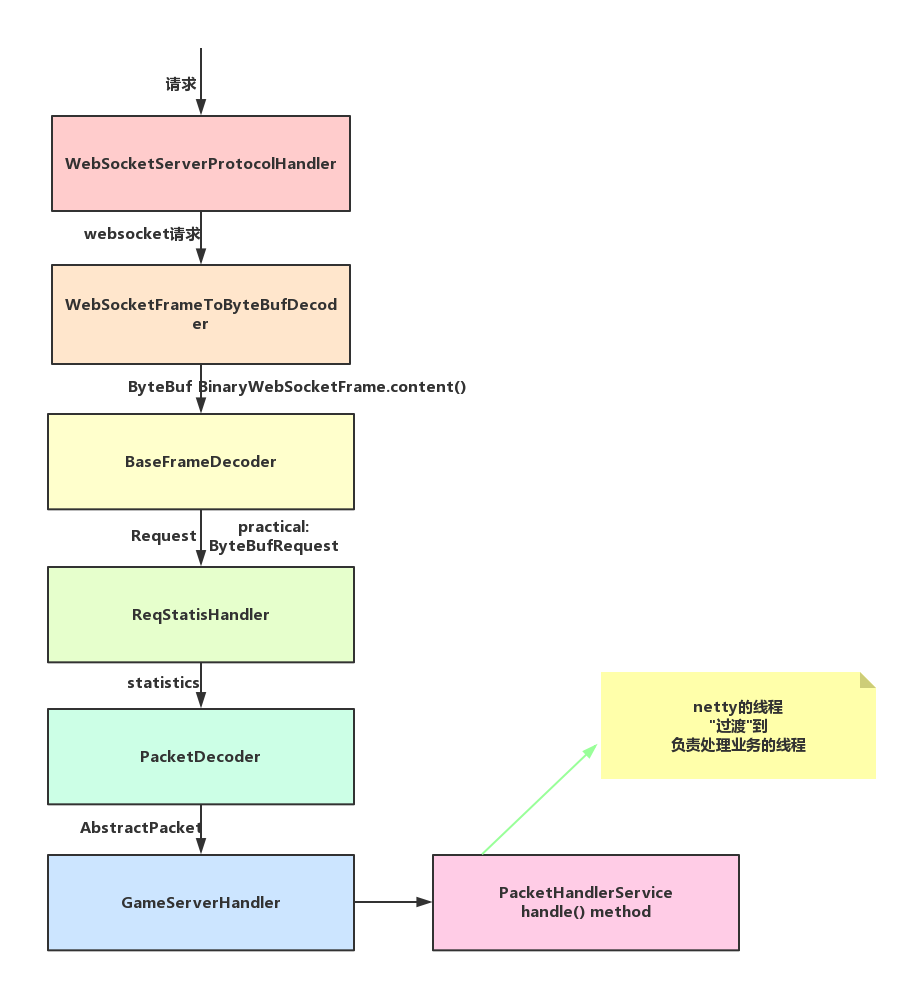 请求
WebSocketServerProtocolHandler
websocket请求
WebSocketFrameToByteBufDecod
er
ByteBuf BinaryWebSocketFrame.content()
BaseFrameDecoder
Request
practical:
ByteBufRequest
ReqStatisHandler
statistics
PacketDecoder
AbstractPacket
GameServerHandler
PacketHandlerService
handle() method
netty的线程
"过渡"到
负责处理业务的线程